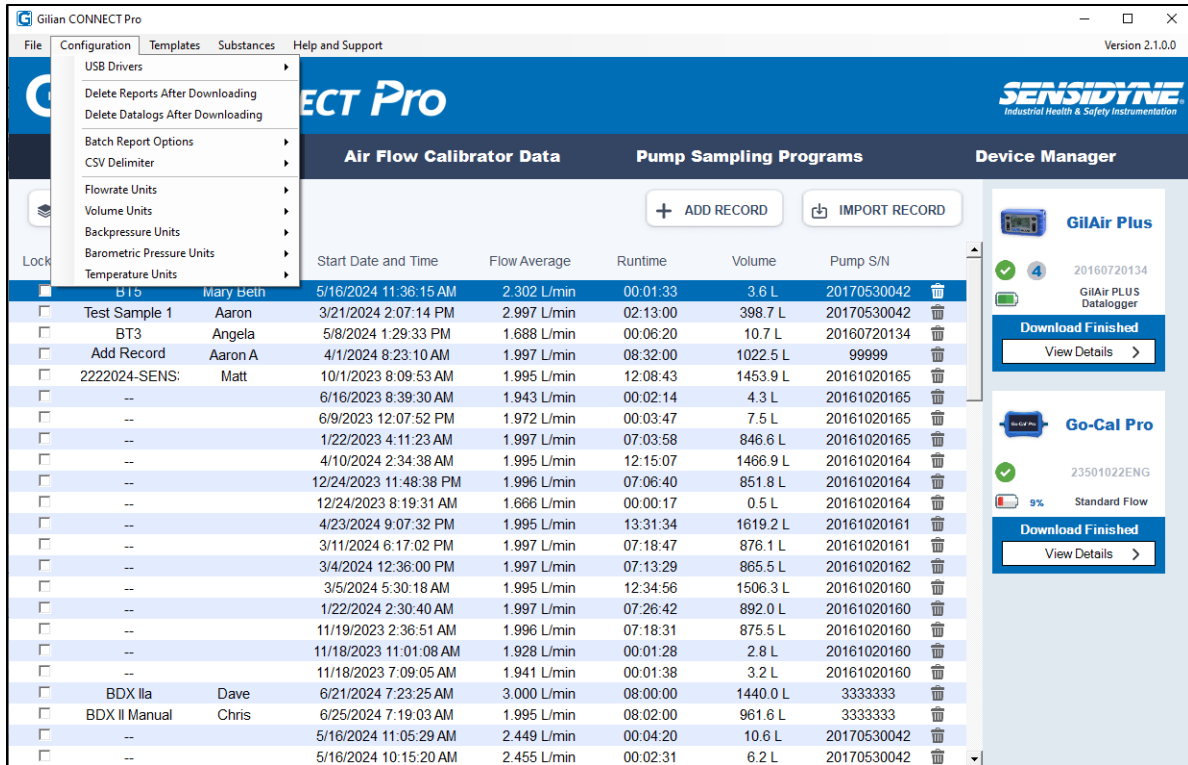 Gilian CONNECT Pro
File Configuration Templates Substances Help and Support Version 2.1.0.0
USB Drivers
Delete Reports After Downloading
Delete Datalogs After Downloading
Batch Report Options
CSV Delimiter
Flowrate Units
Volume Units
Backpressure Units
Barometric Pressure Units
Temperature Units
G ECT Pro
SENSIDYNE
Industrial Health & Safety Instrumentation
Air Flow Calibrator Data Pump Sampling Programs Device Manager
+ ADD RECORD IMPORT RECORD
Lock Start Date and Time Flow Average Runtime Volume Pump S/N
BT5 Mary Beth 5/16/2024 11:36:15 AM 2.302 L/min 00:01:33 3.6 L 20170530042
Test Sample 1 Aaron 3/21/2024 2:07:14 PM 2.997 L/min 02:13:00 398.7 L 20170530042
BT3 Angela 5/8/2024 1:29:33 PM 1.688 L/min 00:06:20 10.7 L 20160720134
Add Record Aaron A 4/1/2024 8:23:10 AM 1.997 L/min 08:32:00 1022.5 L 99999
2222024-SENS: Matt 10/1/2023 8:09:53 AM 1.995 L/min 12:08:43 1453.9 L 20161020165
-- 6/16/2023 8:39:30 AM 1.943 L/min 00:02:14 4.3 L 20161020165
-- 6/9/2023 12:07:52 PM 1.972 L/min 00:03:47 7.5 L 20161020165
-- 1/22/2023 4:11:23 AM 1.997 L/min 07:03:58 846.6 L 20161020165
-- 4/10/2024 2:34:38 AM 1.995 L/min 12:15:07 1466.9 L 20161020164
-- 12/24/2023 11:48:38 PM 1.996 L/min 07:06:40 851.8 L 20161020164
-- 12/24/2023 8:19:31 AM 1.666 L/min 00:00:17 0.5 L 20161020164
-- 4/23/2024 9:07:32 PM 1.995 L/min 13:31:34 1619.2 L 20161020161
-- 3/11/2024 6:17:02 PM 1.997 L/min 07:18:47 876.1 L 20161020161
-- 3/4/2024 12:36:00 PM 1.997 L/min 07:13:29 865.5 L 20161020162
-- 3/5/2024 5:30:18 AM 1.995 L/min 12:34:56 1506.3 L 20161020160
-- 1/22/2024 2:30:40 AM 1.997 L/min 07:26:42 892.0 L 20161020160
-- 11/19/2023 2:36:51 AM 1.996 L/min 07:18:31 875.5 L 20161020160
-- 11/18/2023 11:01:08 AM 1.928 L/min 00:01:28 2.8 L 20161020160
-- 11/18/2023 7:09:05 AM 1.941 L/min 00:01:38 3.2 L 20161020160
BDX IIa Dave 6/21/2024 7:23:25 AM 3.000 L/min 08:00:00 1440.0 L 3333333
BDX II Manual Chris 6/25/2024 7:19:03 AM 1.995 L/min 08:02:00 961.6 L 3333333
-- 5/16/2024 11:05:29 AM 2.449 L/min 00:04:20 10.6 L 20170530042
-- 5/16/2024 10:15:20 AM 2.455 L/min 00:02:31 6.2 L 20170530042
GilAir Plus
4 20160720134
GilAir PLUS
Datalogger
Download Finished
View Details >
Go-Cal Pro
23501022ENG
9% Standard Flow
Download Finished
View Details >